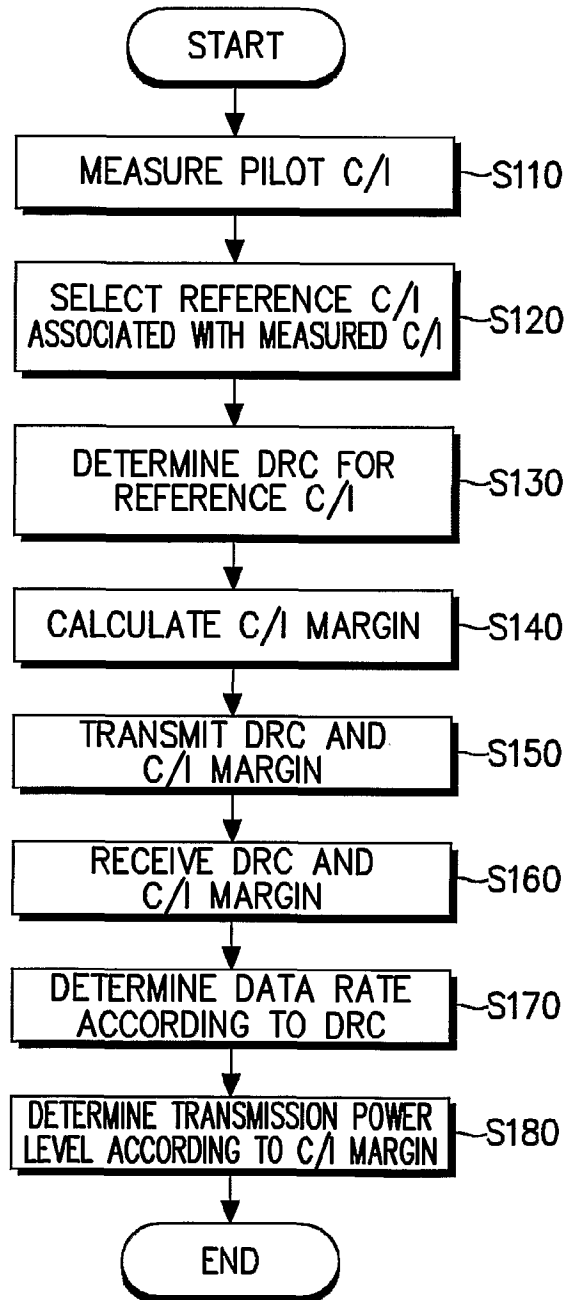 START
MEASURE PILOT C/I
S110
SELECT REFERENCE C/I
ASSOCIATED WITH MEASURED C/I
S120
DETERMINE DRC FOR
REFERENCE C/I
S130
CALCULATE C/I MARGIN
S140
TRANSMIT DRC AND
C/I MARGIN
S150
RECEIVE DRC AND
C/I MARGIN
S160
DETERMINE DATA RATE
ACCORDING TO DRC
S170
DETERMINE TRANSMISSION POWER
LEVEL ACCORDING TO C/I MARGIN
S180
END